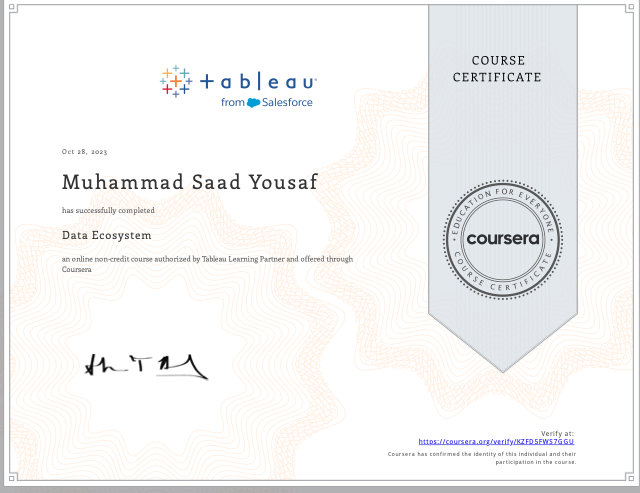 COURSE
CERTIFICATE
+ableau
from Salesforce
Oct 28, 2023
Muhammad Saad Yousaf
has successfully completed
Data Ecosystem
an online non-credit course authorized by Tableau Learning Partner and offered through
Coursera
EDUCATION FOR EVERYONE
coursera
COURSE CERTIFICATE
Verify at:
https://coursera.org/verify/KZFD5FWS7GGU
Coursera has confirmed the identity of this individual and their
participation in the course.